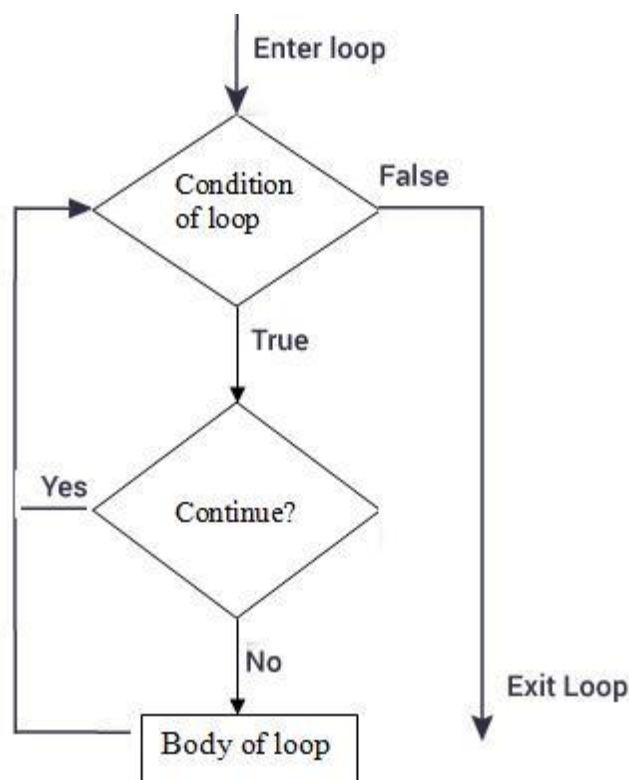 Enter loop
Condition
of loop
False
True
Yes
Continue?
No
Exit Loop
Body of loop